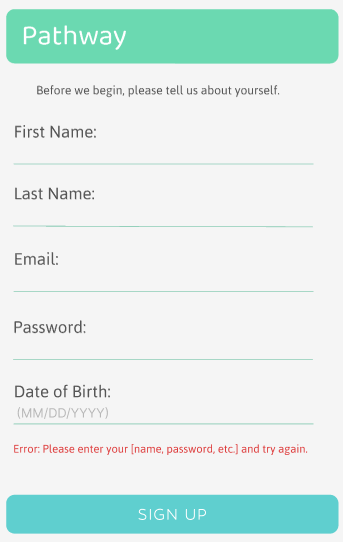 Pathway
Before we begin, please tell us about yourself.
First Name:
Last Name:
Email:
Password:
Date of Birth:
(MM/DD/YYYY)
Error: Please enter your [name, password, etc.] and try again.
SIGN UP